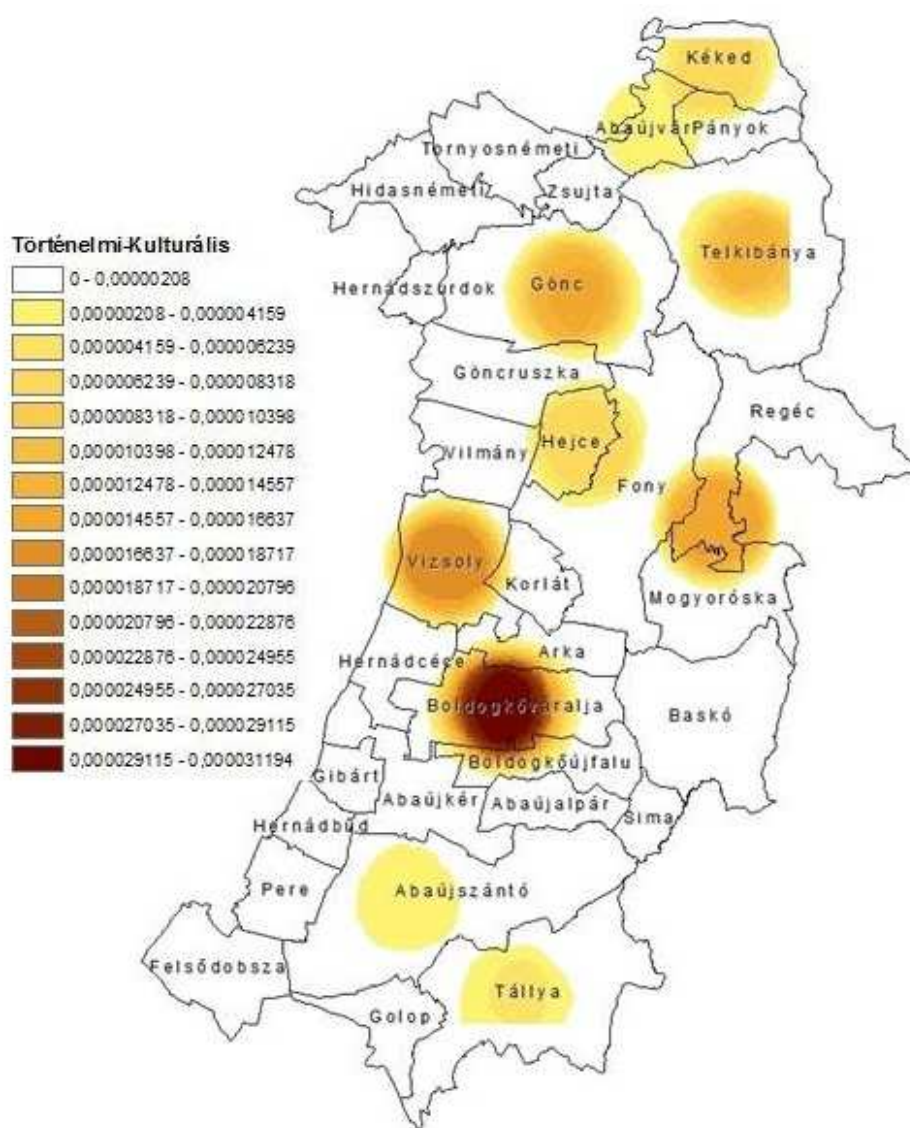 Történelmi-Kulturális
0 - 0,00000208
0,00000208 - 0,000004159
0,000004159 - 0,000006239
0,000006239 - 0,000008318
0,000008318 - 0,000010398
0,000010398 - 0,000012478
0,000012478 - 0,000014557
0,000014557 - 0,000016637
0,000016637 - 0,000018717
0,000018717 - 0,000020796
0,000020796 - 0,000022876
0,000022876 - 0,000024955
0,000024955 - 0,000027035
0,000027035 - 0,000029115
0,000029115 - 0,000031194
Kéked
Abaújvár
Pányok
Tornyosnémeti
Hidasnémeti
Zsujta
Telkibánya
Hernádszurdok
Gönc
Göncruszka
Regéc
Vilmány
Hejce
Fony
Vizsoly
Korlát
Mogyoróska
Hernádcéce
Arka
Boldogkőváralja
Baskó
Boldogkőújfalu
Gibárt
Abaújkér
Abaújalpár
Sima
Hernádbűd
Pere
Abaújszántó
Felsődobsza
Tállya
Golop